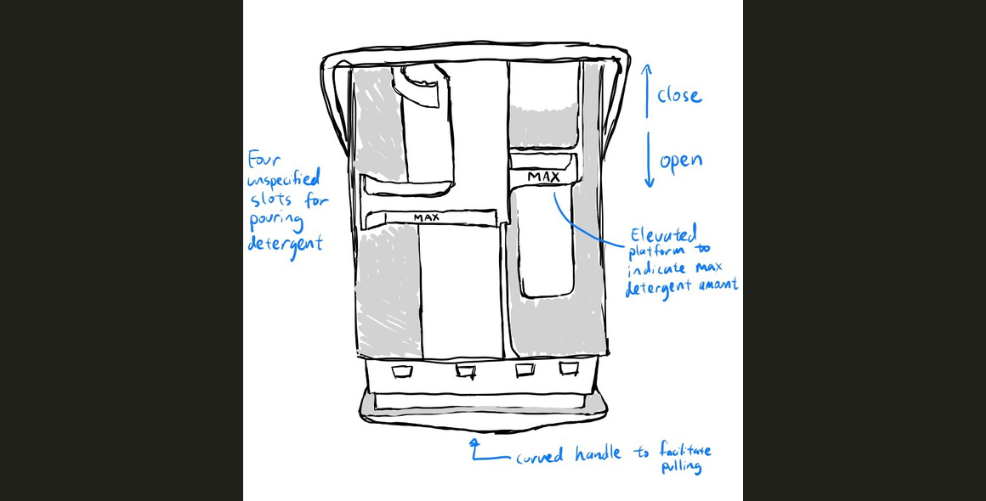 close
open
Four
unspecified
slots for
pouring
detergent
MAX
MAX
Elevated
platform to
indicate max
detergent amant
curved handle to facilitate
pulling